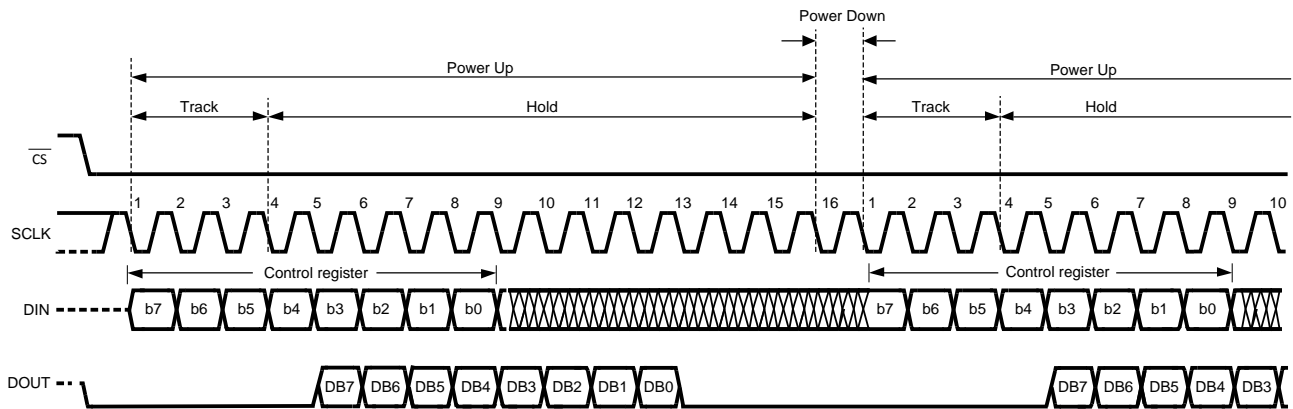 Power Down
Power Up Power Up
Track Hold Track Hold
CS
1 2 3 4 5 6 7 8 9 10 11 12 13 14 15 16 1 2 3 4 5 6 7 8 9 10
SCLK
Control register Control register
DIN b7 b6 b5 b4 b3 b2 b1 b0 b7 b6 b5 b4 b3 b2 b1 b0
DOUT DB7 DB6 DB5 DB4 DB3 DB2 DB1 DB0 DB7 DB6 DB5 DB4 DB3